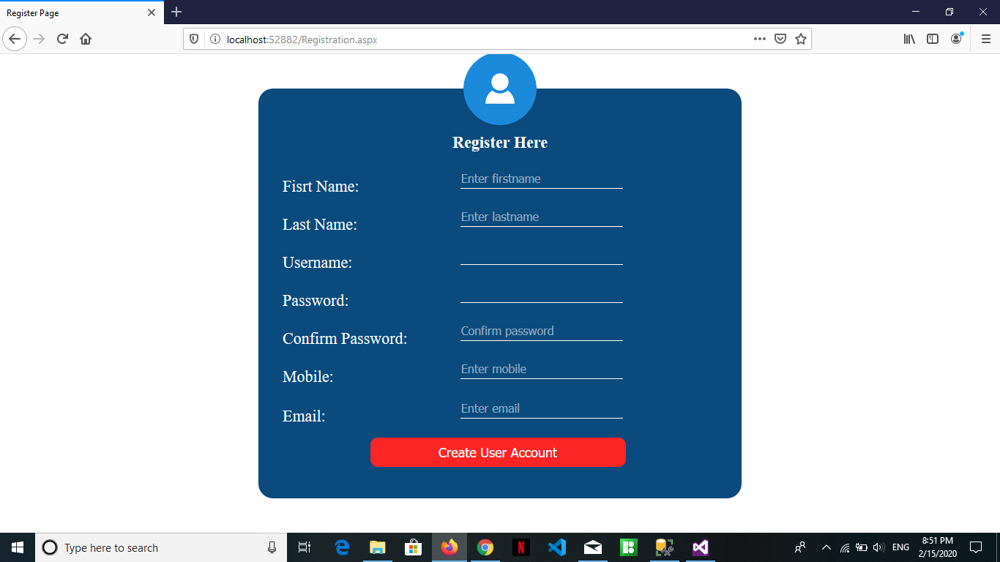 Register Page
localhost:52882/Registration.aspx
Register Here
Fisrt Name: Enter firstname
Last Name: Enter lastname
Username:
Password:
Confirm Password: Confirm password
Mobile: Enter mobile
Email: Enter email
Create User Account
Type here to search
N
ENG
8:51 PM
2/15/2020